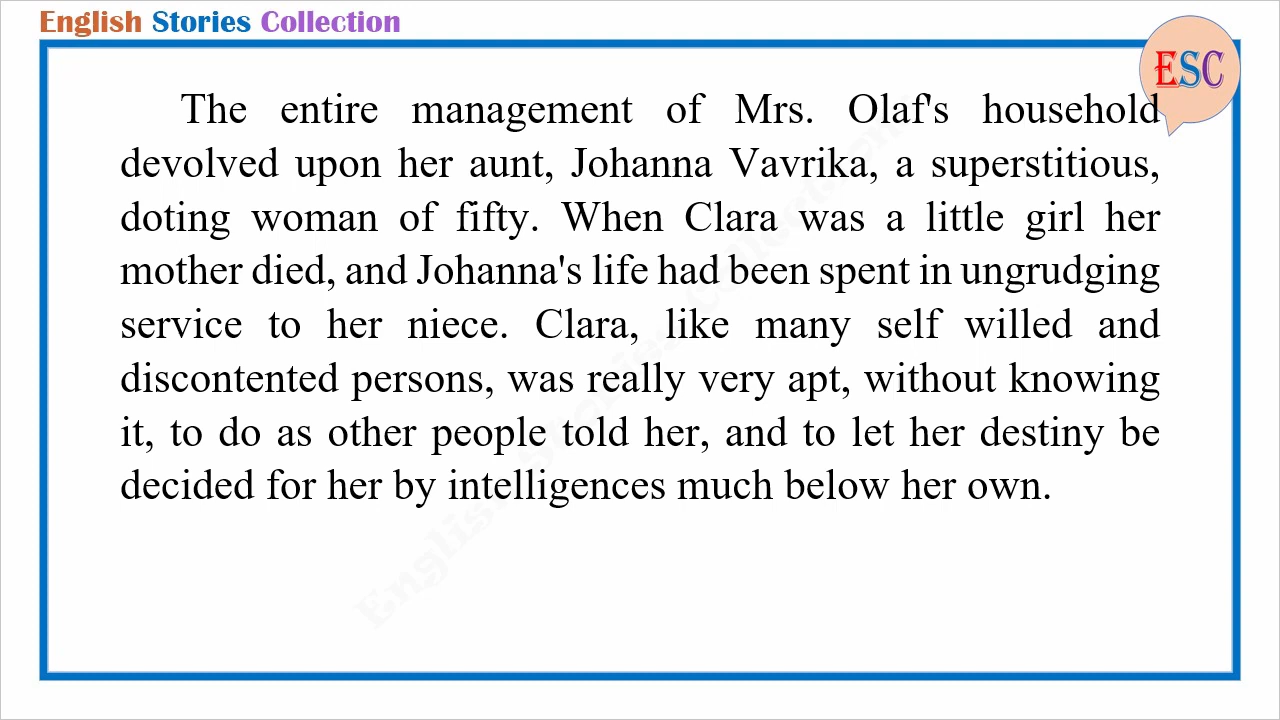 English Stories Collection
ESC
The entire management of Mrs. Olaf's household
devolved upon her aunt, Johanna Vavrika, a superstitious,
doting woman of fifty. When Clara was a little girl her
mother died, and Johanna's life had been spent in ungrudging
service to her niece. Clara, like many self willed and
discontented persons, was really very apt, without knowing
it, to do as other people told her, and to let her destiny be
decided for her by intelligences much below her own.